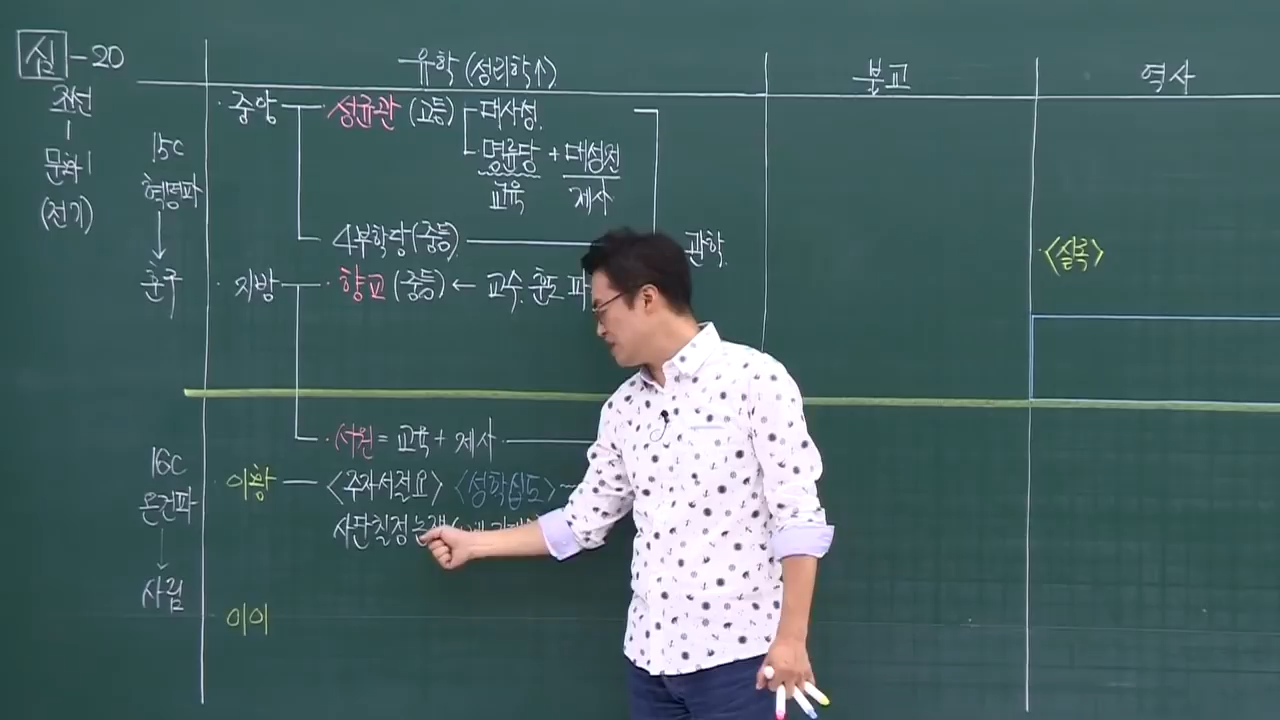 심-20
조선
문화1
(전기)
15C
혁명파
훈구
16C
온건파
사림
유학(성리학↑)
불교
역사
·중앙
·성균관(고등)
대사성.
명륜당 + 대성전
교육
제사
4부학당(중등)
관학.
·지방
·향교(중등) ← 교수. 훈도 파
서원 = 교육 + 제사
이황
〈주자서절요〉 〈성학십도〉
사단칠정논쟁
이이
·〈실록〉